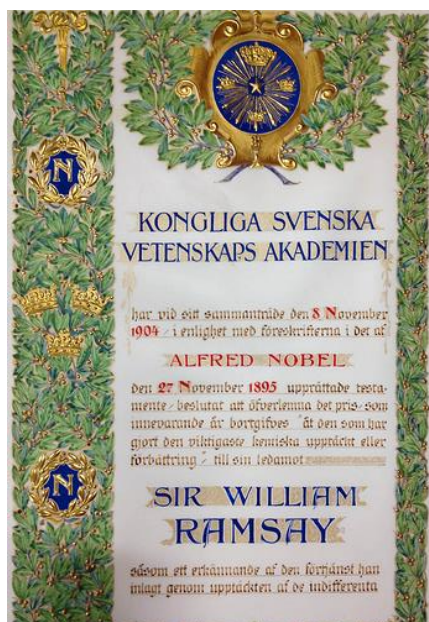 N
KONGLIGA SVENSKA
VETENSKAPS AKADEMIEN
har vid sitt sammanträde den 8 November
1904 i enlighet med föreskrifterna i det af
ALFRED NOBEL
den 27 November 1895 upprättade testa-
mente beslutat att öfverlemna det pris som
innevarande år bortgifves "åt den som har
gjort den viktigaste kemiska upptäckt eller
förbättring", till sin ledamot
SIR WILLIAM
RAMSAY
såsom ett erkännande af den förtjänst han
inlagt genom upptäckten af de indifferenta
N